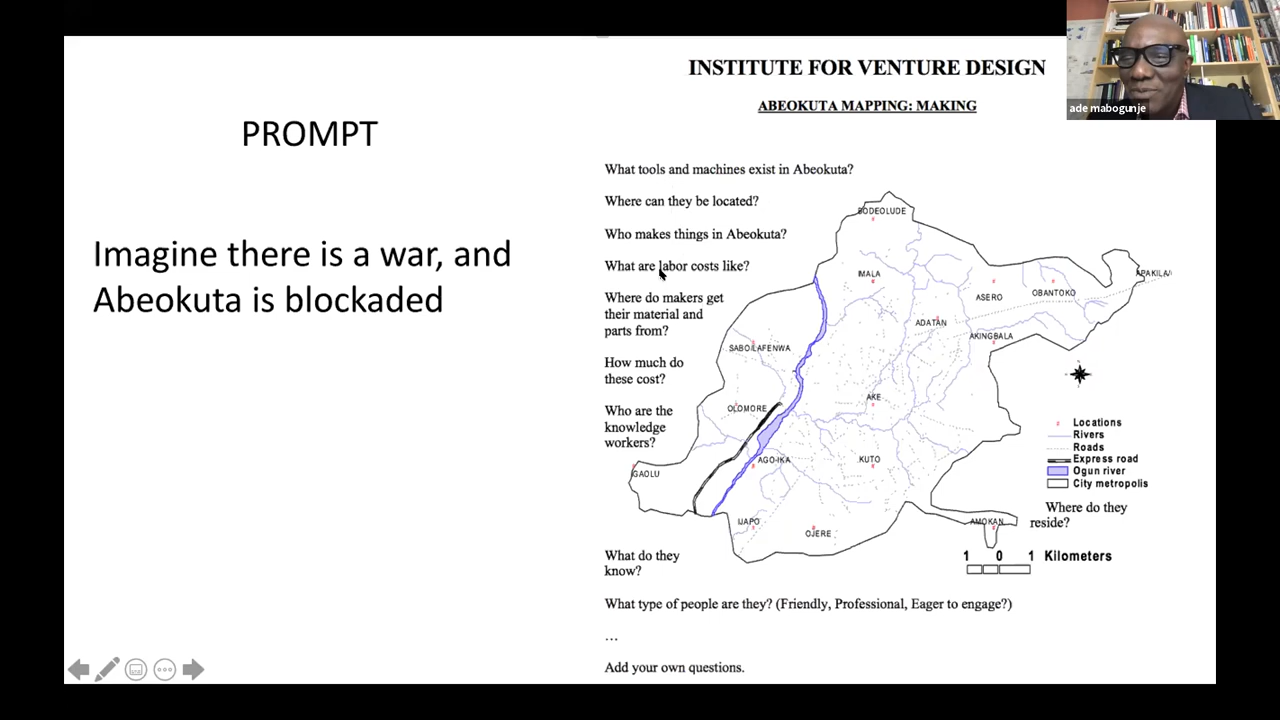 PROMPT
Imagine there is a war, and
Abeokuta is blockaded
INSTITUTE FOR VENTURE DESIGN
ABEOKUTA MAPPING: MAKING
What tools and machines exist in Abeokuta?
Where can they be located?
Who makes things in Abeokuta?
What are labor costs like?
Where do makers get
their material and
parts from?
How much do
these cost?
Who are the
knowledge
workers?
BODEOLUDE
IMALA
ASERO
OBANTOKO
APAKILA/
ADATAN
AKINGBALA
SABO/LAFENWA
OLOMORE
AKE
AGO-IKA
KUTO
IGAOLU
IJAPO
OJERE
AMOKAN
Locations
Rivers
Roads
Express road
Ogun river
City metropolis
Where do they
reside?
1 0 1 Kilometers
What do they
know?
What type of people are they? (Friendly, Professional, Eager to engage?)
…
Add your own questions.
ade mabogunje